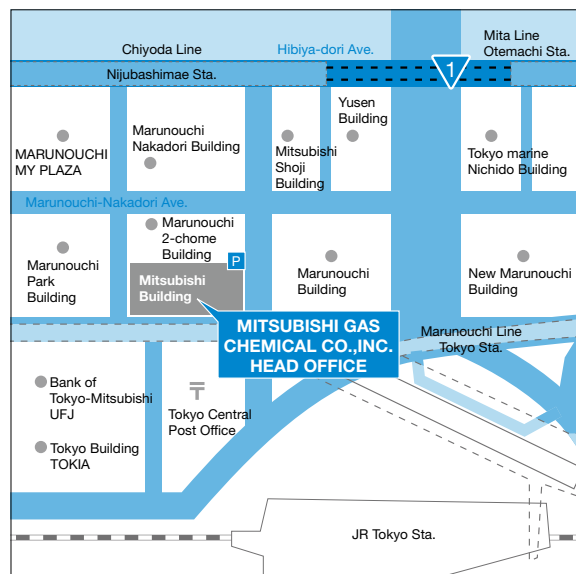 Chiyoda Line
Hibiya-dori Ave.
Mita Line
Otemachi Sta.
Nijubashimae Sta.
1
MARUNOUCHI
MY PLAZA
Marunouchi
Nakadori Building
Mitsubishi
Shoji
Building
Yusen
Building
Tokyo marine
Nichido Building
Marunouchi-Nakadori Ave.
Marunouchi
Park
Building
Marunouchi
2-chome
Building
P
Mitsubishi
Building
Marunouchi
Building
New Marunouchi
Building
MITSUBISHI GAS
CHEMICAL CO.,INC.
HEAD OFFICE
Marunouchi Line
Tokyo Sta.
Bank of
Tokyo-Mitsubishi
UFJ
〒
Tokyo Central
Post Office
Tokyo Building
TOKIA
JR Tokyo Sta.